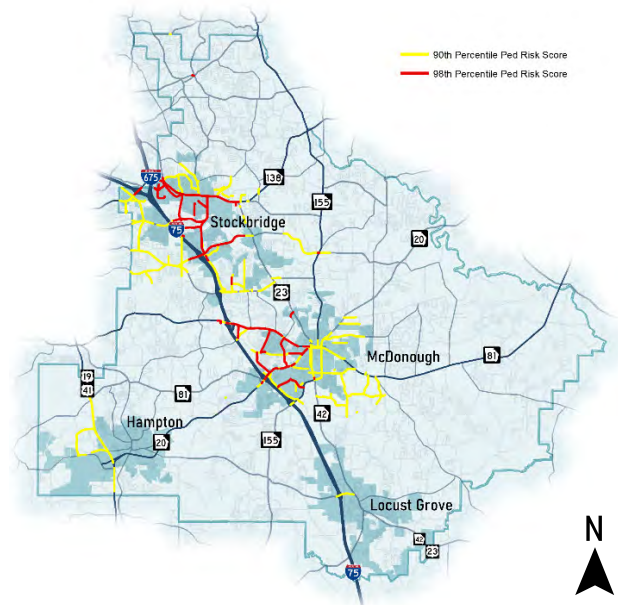 90th Percentile Ped Risk Score
98th Percentile Ped Risk Score
675
138
155
75
Stockbridge
20
23
McDonough
81
19
41
81
Hampton
42
20
155
Locust Grove
N
42
23
75